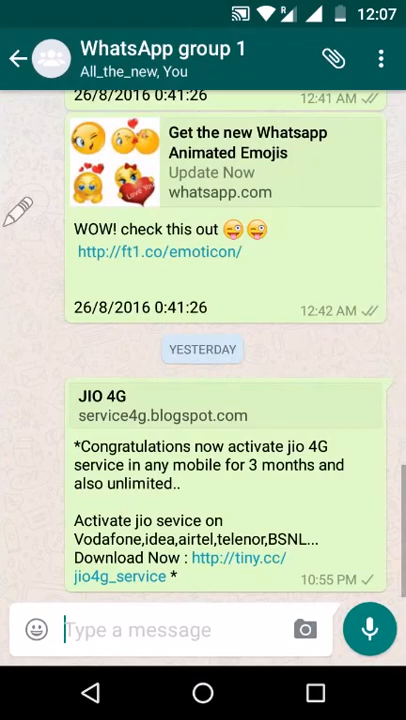 12:07
WhatsApp group 1
All_the_new, You
26/8/2016 0:41:26
12:41 AM
Get the new Whatsapp
Animated Emojis
Update Now
whatsapp.com
Love You
WOW! check this out 😜😜
http://ft1.co/emoticon/
26/8/2016 0:41:26
12:42 AM
YESTERDAY
JIO 4G
service4g.blogspot.com
*Congratulations now activate jio 4G
service in any mobile for 3 months and
also unlimited..
Activate jio sevice on
Vodafone,idea,airtel,telenor,BSNL...
Download Now : http://tiny.cc/
jio4g_service *
10:55 PM
Type a message